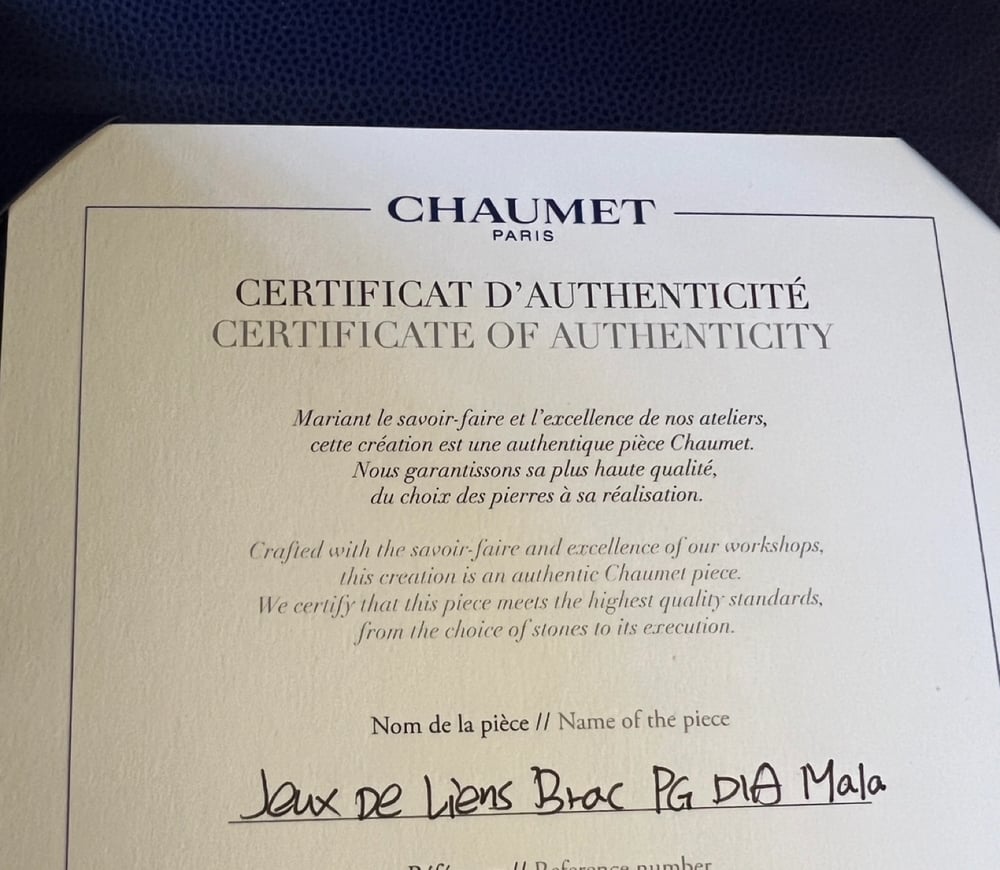 CHAUMET
PARIS
CERTIFICAT D'AUTHENTICITÉ
CERTIFICATE OF AUTHENTICITY
Mariant le savoir-faire et l'excellence de nos ateliers,
cette création est une authentique pièce Chaumet.
Nous garantissons sa plus haute qualité,
du choix des pierres à sa réalisation.
Crafted with the savoir-faire and excellence of our workshops,
this creation is an authentic Chaumet piece.
We certify that this piece meets the highest quality standards,
from the choice of stones to its execution.
Nom de la pièce // Name of the piece
Jeux De Liens Brac PG DIA Mala
// Reference number